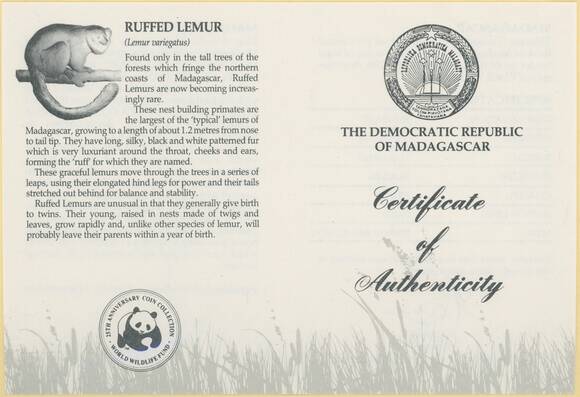 RUFFED LEMUR
(Lemur variegatus)
Found only in the tall trees of the
forests which fringe the northern
coasts of Madagascar, Ruffed
Lemurs are now becoming increas-
ingly rare.
These nest building primates are
the largest of the 'typical' lemurs of
Madagascar, growing to a length of about 1.2 metres from nose
to tail tip. They have long, silky, black and white patterned fur
which is very luxuriant around the throat, cheeks and ears,
forming the 'ruff' for which they are named.
These graceful lemurs move through the trees in a series of
leaps, using their elongated hind legs for power and their tails
stretched out behind for balance and stability.
Ruffed Lemurs are unusual in that they generally give birth
to twins. Their young, raised in nests made of twigs and
leaves, grow rapidly and, unlike other species of lemur, will
probably leave their parents within a year of birth.
25TH ANNIVERSARY COIN COLLECTION
WORLD WILDLIFE FUND
REPOBLIKA DEMOKRATIKA MALAGASY
THE DEMOCRATIC REPUBLIC
OF MADAGASCAR
Certificate
of
Authenticity